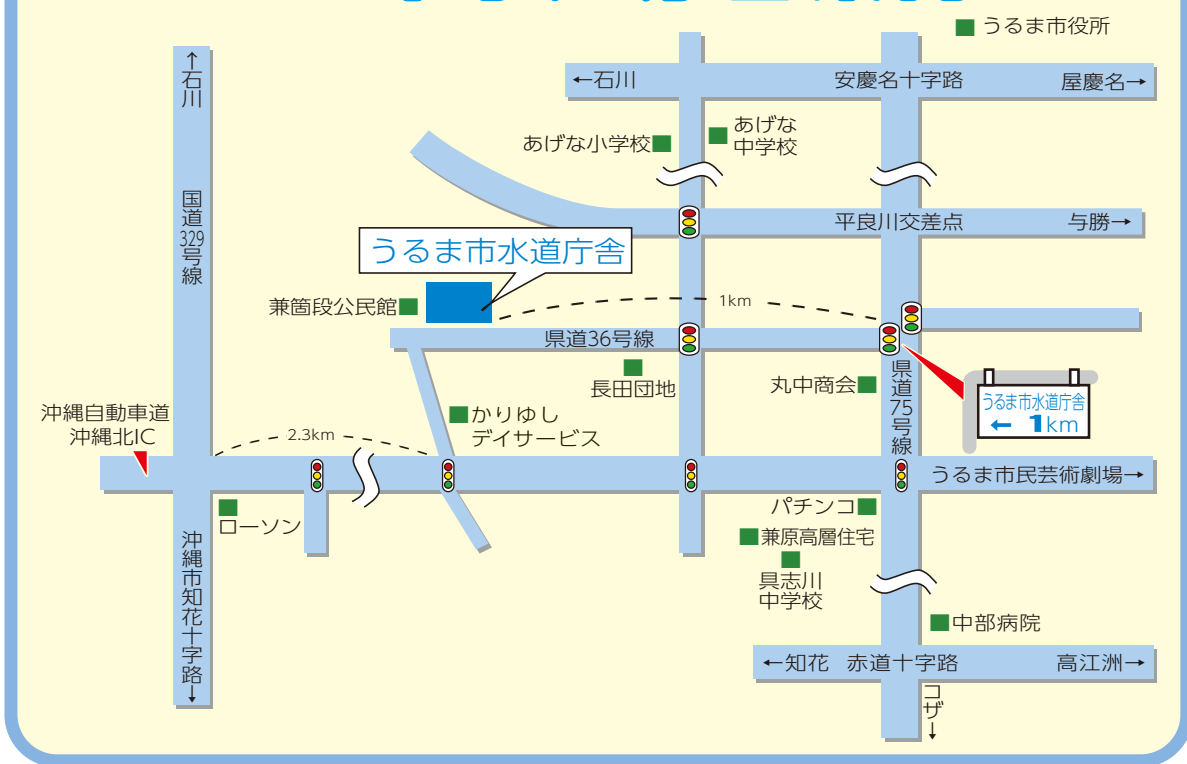 うるま市役所
↑石川
←石川
安慶名十字路
屋慶名→
あげな小学校
あげな
中学校
国道329号線
平良川交差点
与勝→
うるま市水道庁舎
兼箇段公民館
1km
県道36号線
長田団地
丸中商会
県道75号線
うるま市水道庁舎
← 1km
かりゆし
デイサービス
沖縄自動車道
沖縄北IC
2.3km
うるま市民芸術劇場→
ローソン
パチンコ
兼原高層住宅
具志川
中学校
沖縄市知花十字路→
中部病院
←知花
赤道十字路
高江洲→
コザ→